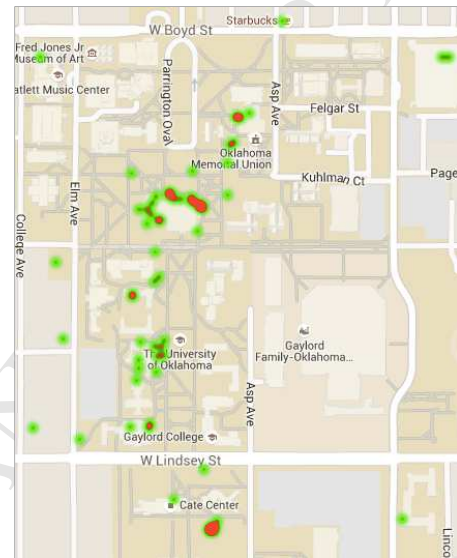 Starbucks
W Boyd St
Fred Jones Jr
Museum of Art
atlett Music Center
Parrington Oval
Asp Ave
Felgar St
Oklahoma
Memorial Union
Kuhlman Ct
Page
Elm Ave
College Ave
The University
of Oklahoma
Gaylord
Family-Oklahoma...
Asp Ave
Gaylord College
W Lindsey St
Cate Center
Linco